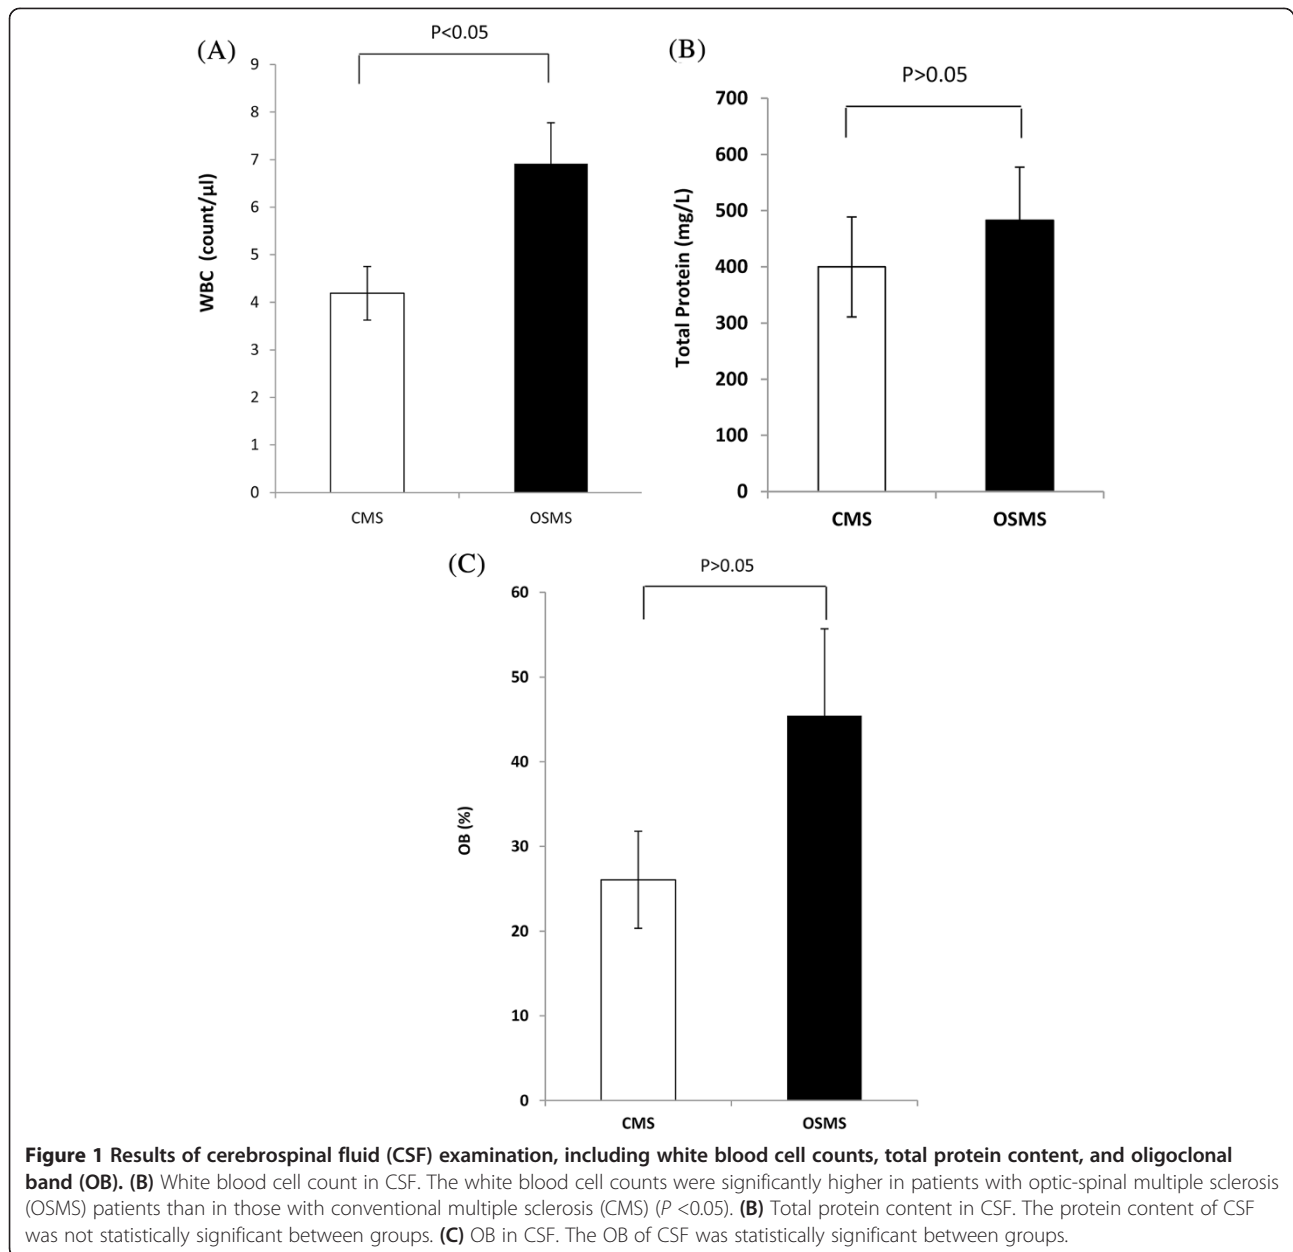 (A)
P<0.05
9
8
7
6
5
4
3
2
1
0
WBC (count/µl)
CMS
OSMS
(B)
P>0.05
700
600
500
400
300
200
100
0
Total Protein (mg/L)
CMS
OSMS
(C)
P>0.05
60
50
40
30
20
10
0
OB (%)
CMS
OSMS
Figure 1 Results of cerebrospinal fluid (CSF) examination, including white blood cell counts, total protein content, and oligoclonal
band (OB). (B) White blood cell count in CSF. The white blood cell counts were significantly higher in patients with optic-spinal multiple sclerosis
(OSMS) patients than in those with conventional multiple sclerosis (CMS) (P <0.05). (B) Total protein content in CSF. The protein content of CSF
was not statistically significant between groups. (C) OB in CSF. The OB of CSF was statistically significant between groups.